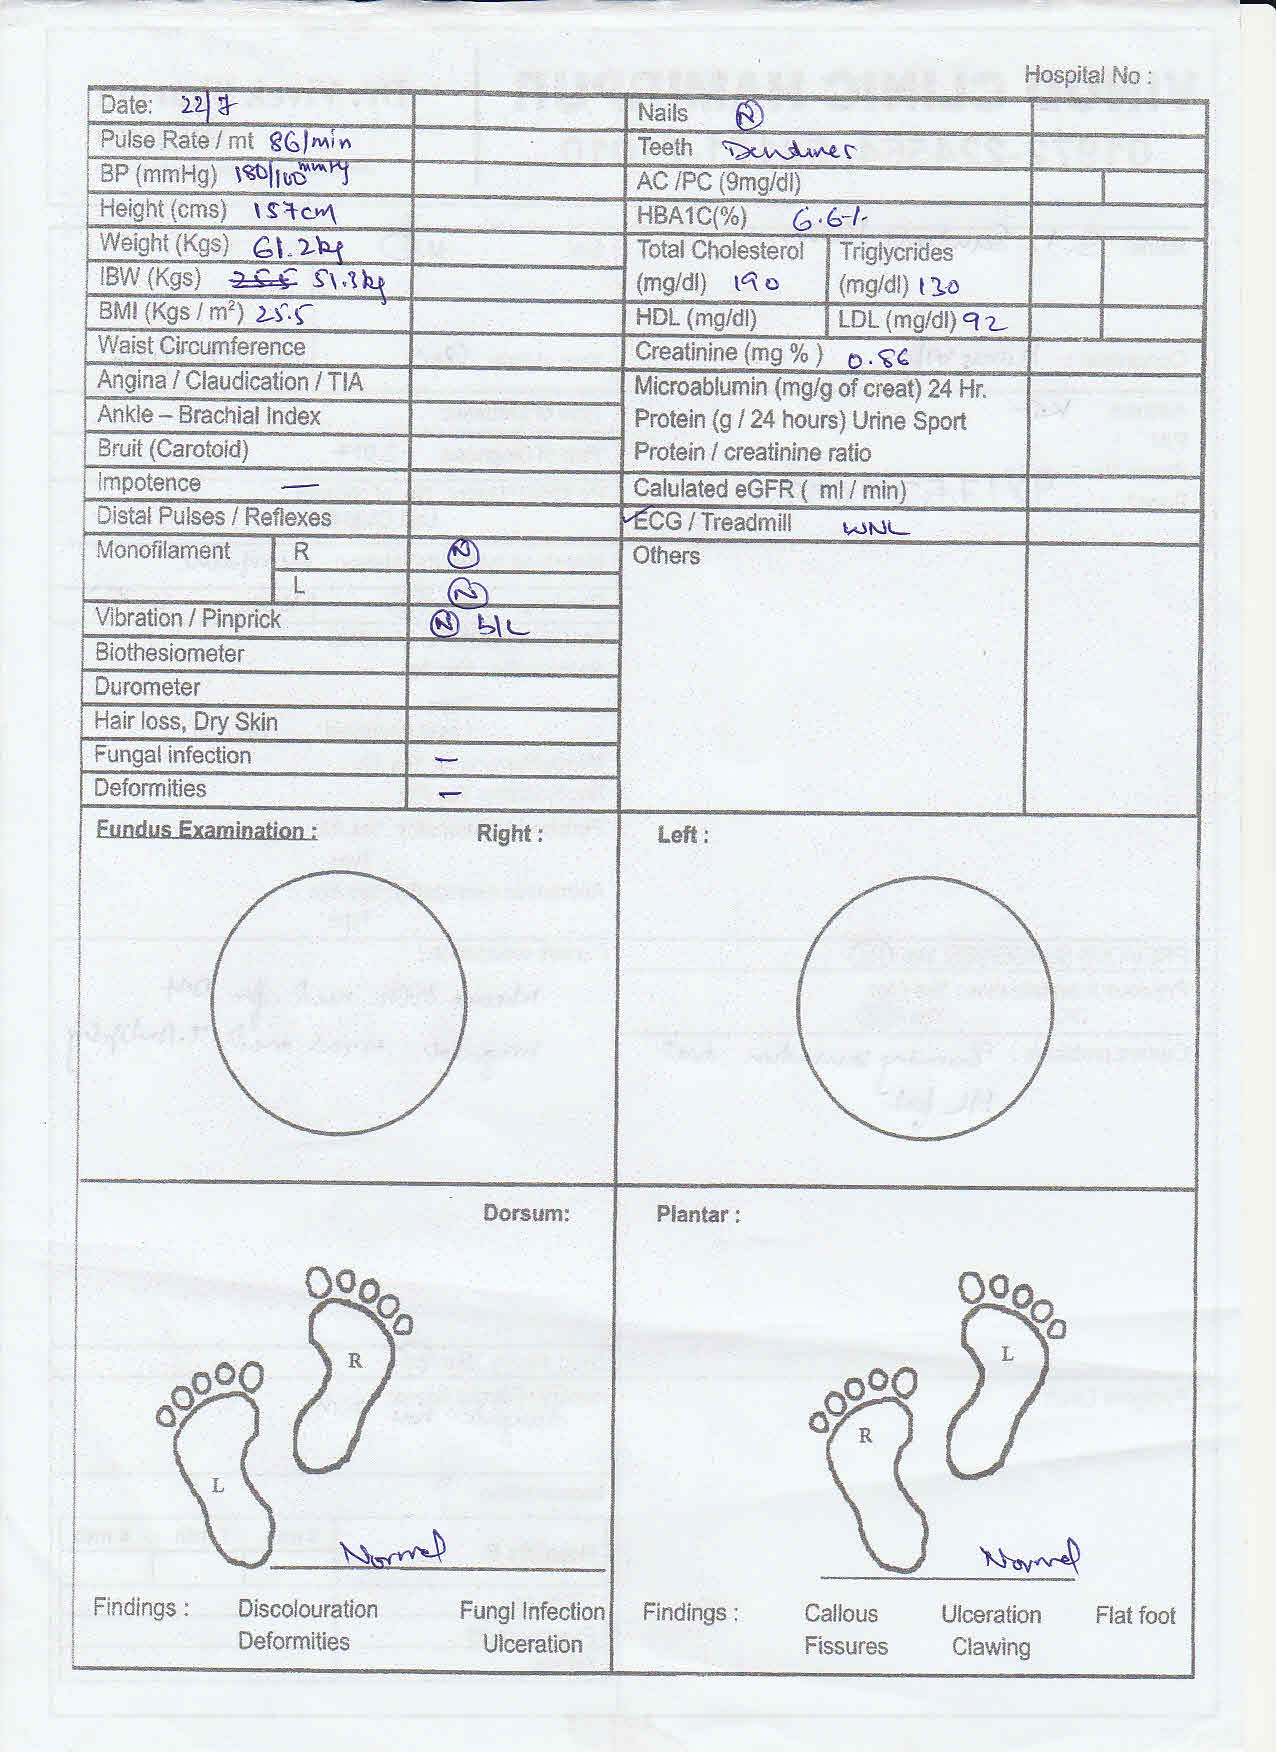 Hospital No :
Date: 22/7
Pulse Rate / mt 86/min
BP (mmHg) 180/100 mmHg
Height (cms) 157cm
Weight (Kgs) 61.2kg
IBW (Kgs) 51.3kg
BMI (Kgs / m²) 25.5
Waist Circumference
Angina / Claudication / TIA
Ankle – Brachial Index
Bruit (Carotoid)
Impotence —
Distal Pulses / Reflexes
Monofilament R N
L N
Vibration / Pinprick N b/L
Biothesiometer
Durometer
Hair loss, Dry Skin
Fungal infection –
Deformities –
Nails N
Teeth
AC /PC (9mg/dl)
HBA1C(%) 6.6%
Total Cholesterol (mg/dl) 190
Triglycrides (mg/dl) 130
HDL (mg/dl)
LDL (mg/dl) 92
Creatinine (mg % ) 0.86
Microablumin (mg/g of creat) 24 Hr.
Protein (g / 24 hours) Urine Sport
Protein / creatinine ratio
Calulated eGFR ( ml / min)
✓ECG / Treadmill WNL
Others
Fundus Examination : Right :
Left :
Dorsum:
R
L
Normal
Findings : Discolouration Fungl Infection
Deformities Ulceration
Plantar :
L
R
Normal
Findings : Callous Ulceration Flat foot
Fissures Clawing